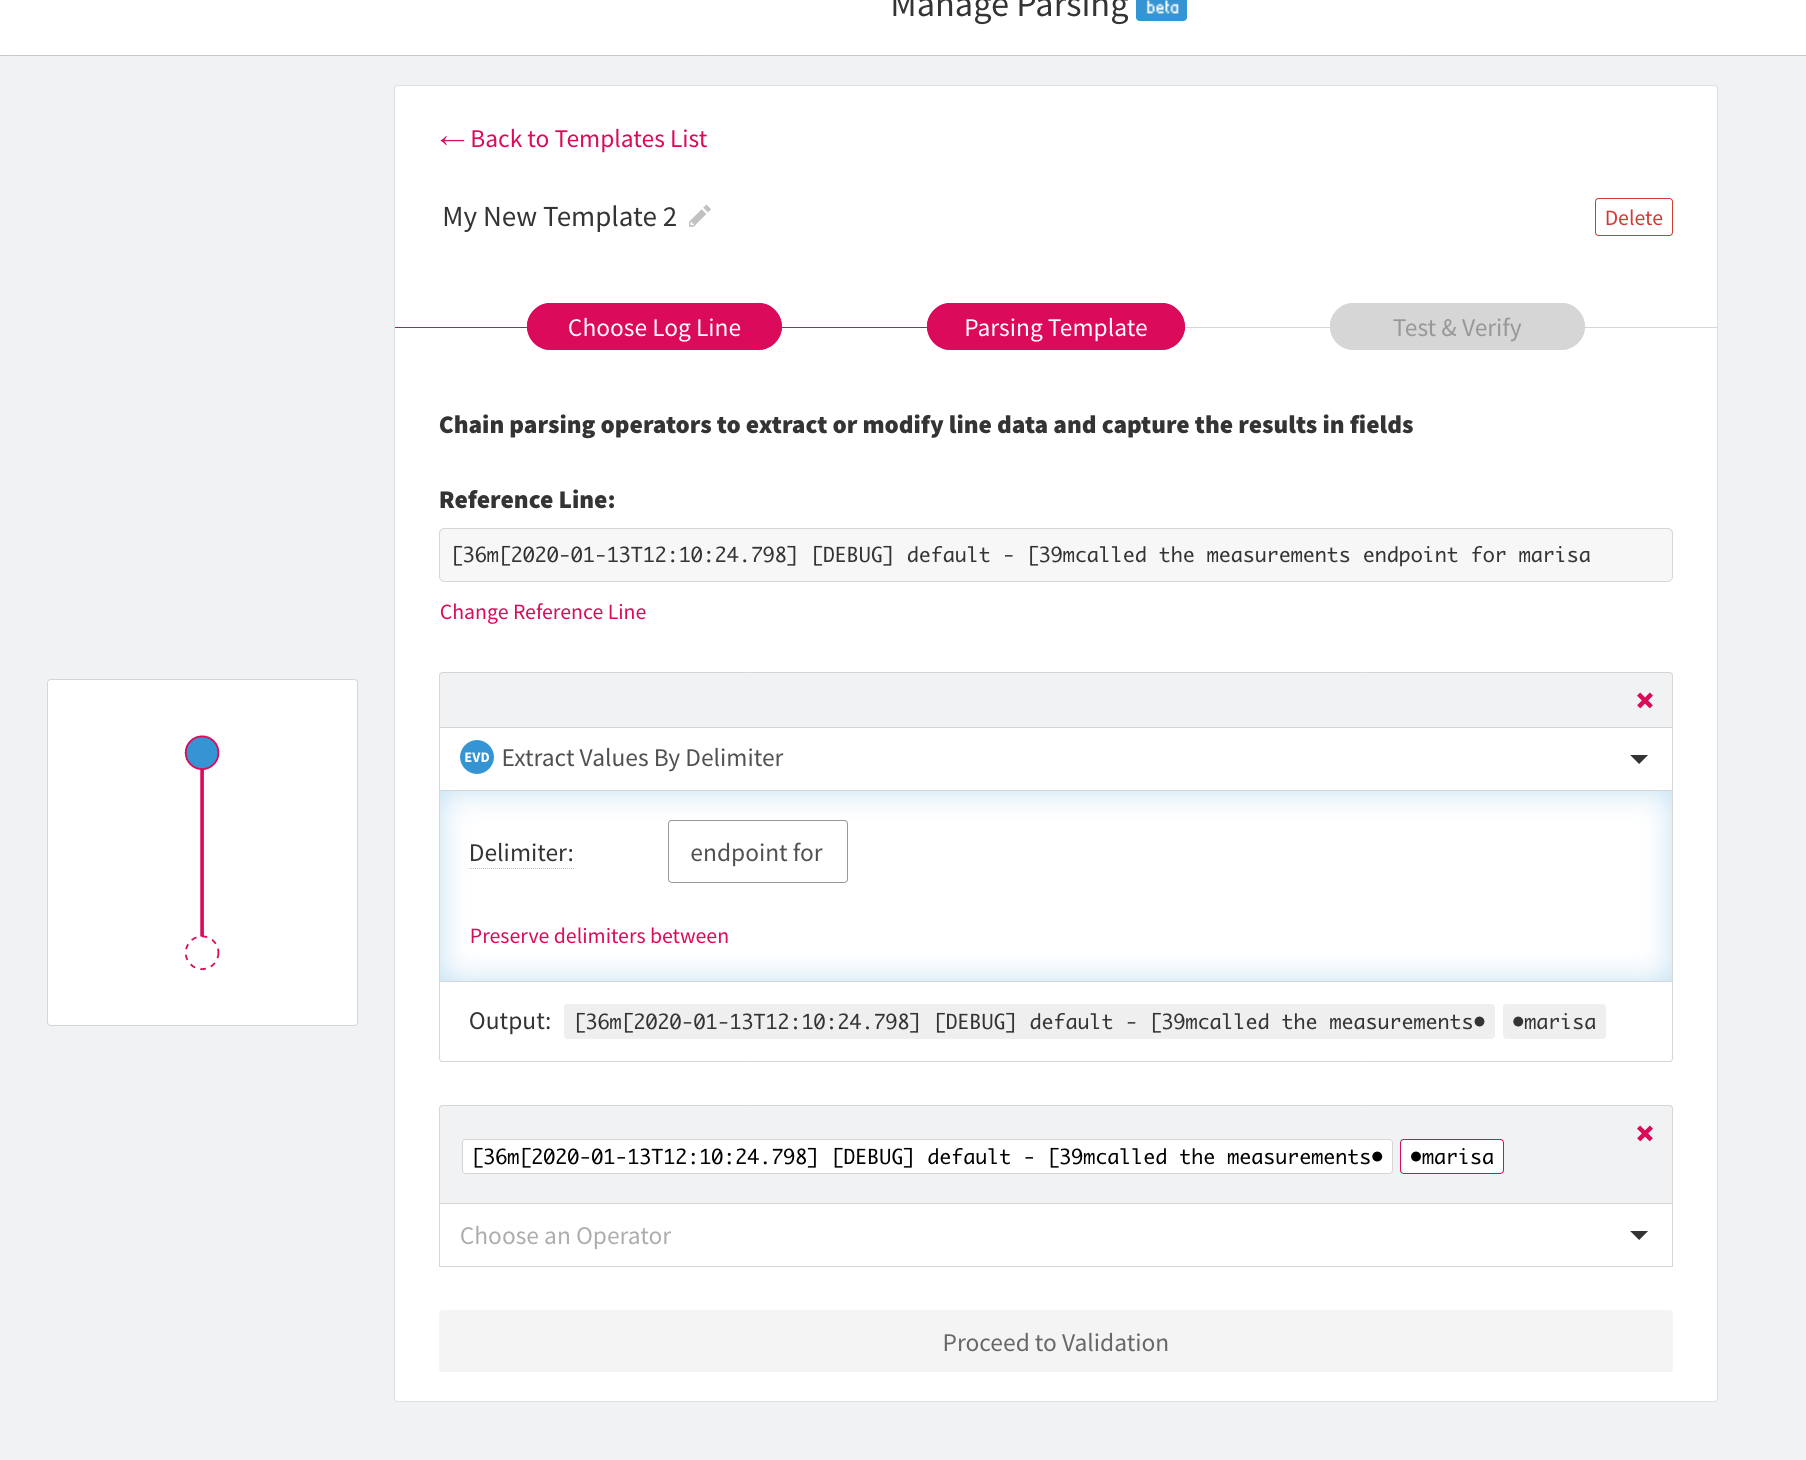 Manage Parsing beta
← Back to Templates List
My New Template 2
Delete
Choose Log Line
Parsing Template
Test & Verify
Chain parsing operators to extract or modify line data and capture the results in fields
Reference Line:
[36m[2020-01-13T12:10:24.798] [DEBUG] default - [39mcalled the measurements endpoint for marisa
Change Reference Line
EVD Extract Values By Delimiter
Delimiter: endpoint for
Preserve delimiters between
Output: [36m[2020-01-13T12:10:24.798] [DEBUG] default - [39mcalled the measurements● ●marisa
[36m[2020-01-13T12:10:24.798] [DEBUG] default - [39mcalled the measurements● ●marisa
Choose an Operator
Proceed to Validation